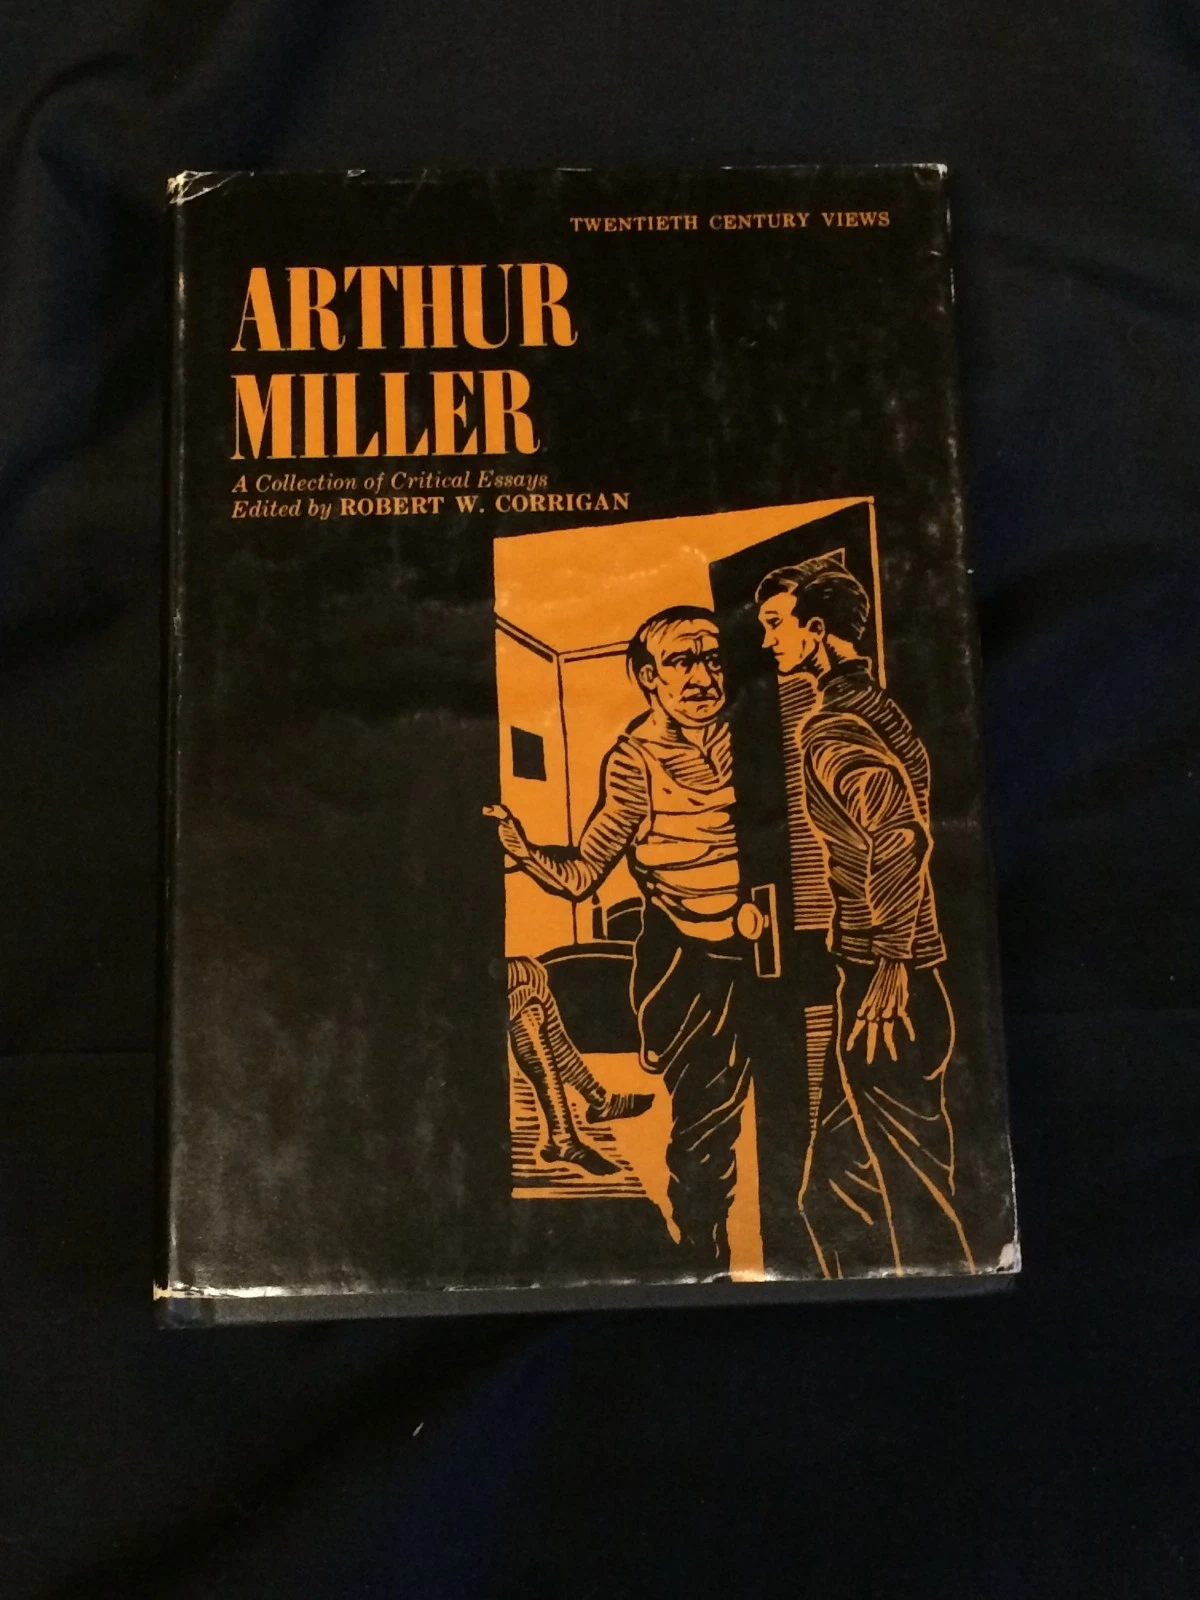 TWENTIETH CENTURY VIEWS
ARTHUR
MILLER
A Collection of Critical Essays
Edited by ROBERT W. CORRIGAN